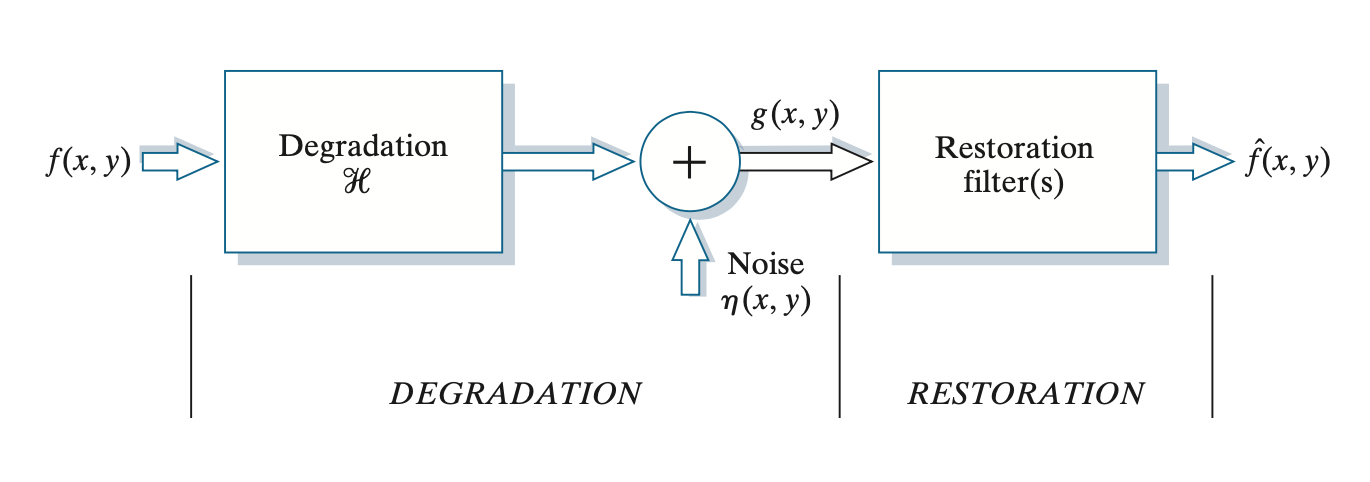 f(x, y)
Degradation
ℋ
+
g(x, y)
Noise
η(x, y)
Restoration
filter(s)
f̂(x, y)
DEGRADATION
RESTORATION